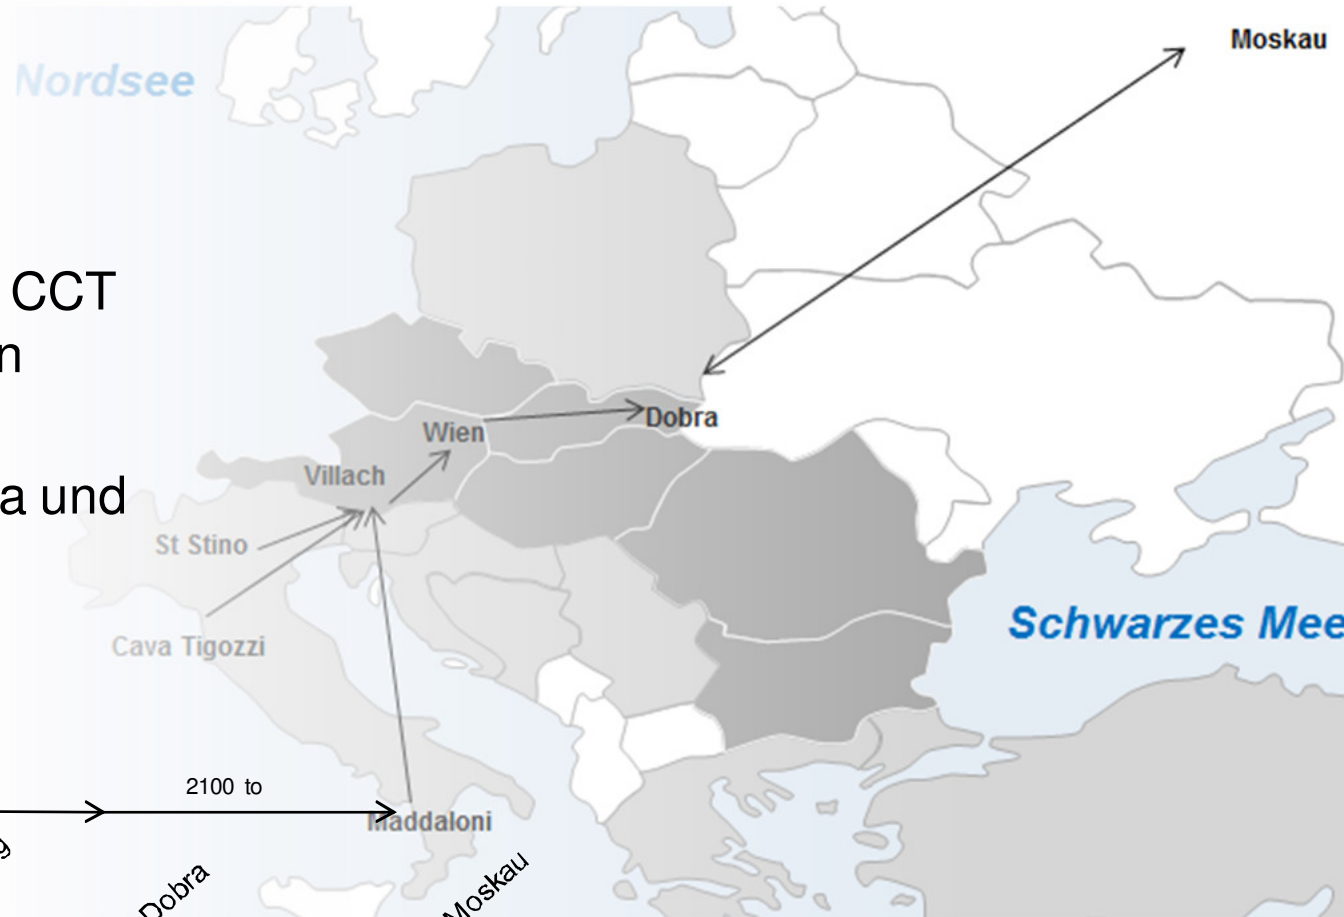 Moskau
Nordsee
CCT
n
Dobra
Wien
Villach
a und
St Stino
Schwarzes Mee
Cava Tigozzi
2100 to
Maddaloni
g
Dobra
Moskau